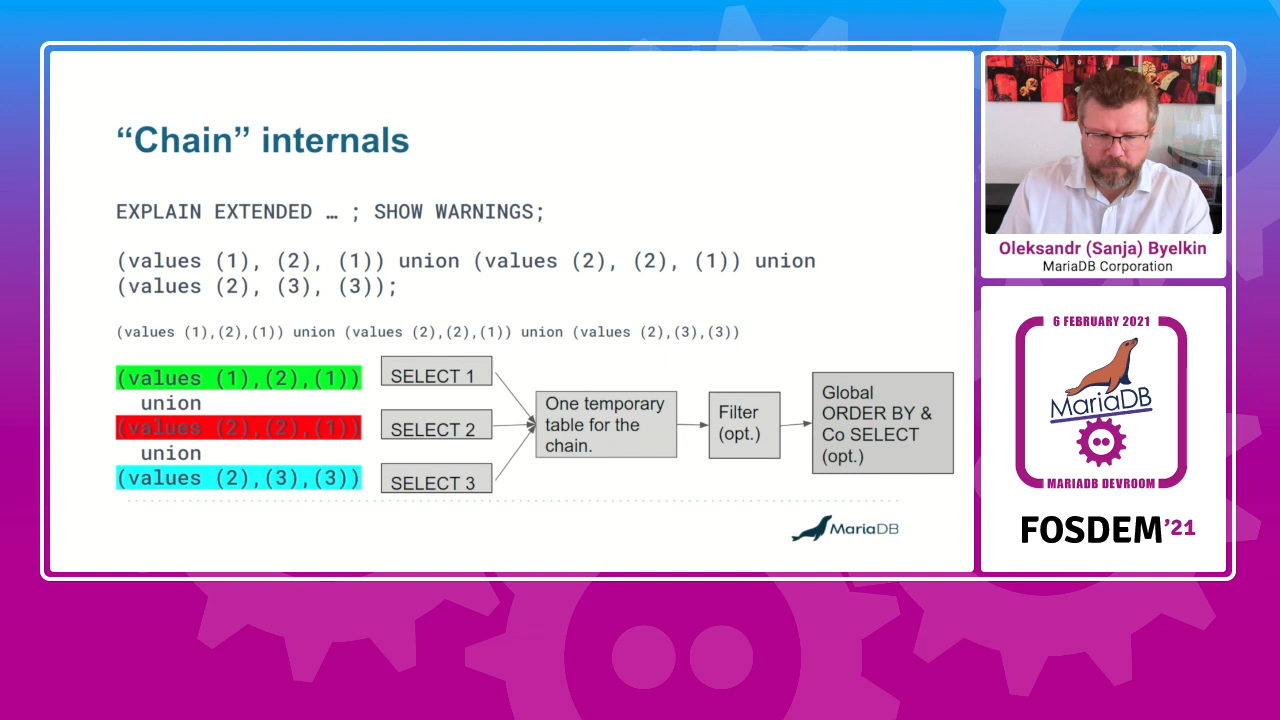 “Chain” internals
EXPLAIN EXTENDED … ; SHOW WARNINGS;
(values (1), (2), (1)) union (values (2), (2), (1)) union
(values (2), (3), (3));
(values (1),(2),(1)) union (values (2),(2),(1)) union (values (2),(3),(3))
(values (1),(2),(1))
union
(values (2),(2),(1))
union
(values (2),(3),(3))
SELECT 1
SELECT 2
SELECT 3
One temporary
table for the
chain.
Filter
(opt.)
Global
ORDER BY &
Co SELECT
(opt.)
MariaDB
Oleksandr (Sanja) Byelkin
MariaDB Corporation
6 FEBRUARY 2021
MariaDB
MARIADB DEVROOM
FOSDEM’21